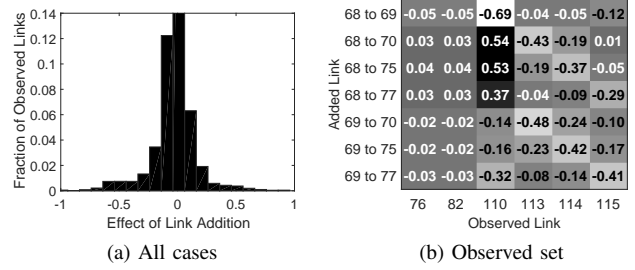 0.14
0.12
0.1
0.08
0.06
0.04
0.02
0
-1 -0.5 0 0.5 1
Fraction of Observed Links
Effect of Link Addition
(a) All cases
Added Link
68 to 69 -0.05 -0.05 -0.69 -0.04 -0.05 -0.12
68 to 70 0.03 0.03 0.54 -0.43 -0.19 0.01
68 to 75 0.04 0.04 0.53 -0.19 -0.37 -0.05
68 to 77 0.03 0.03 0.37 -0.04 -0.09 -0.29
69 to 70 -0.02 -0.02 -0.14 -0.48 -0.24 -0.10
69 to 75 -0.02 -0.02 -0.16 -0.23 -0.42 -0.17
69 to 77 -0.03 -0.03 -0.32 -0.08 -0.14 -0.41
76 82 110 113 114 115
Observed Link
(b) Observed set